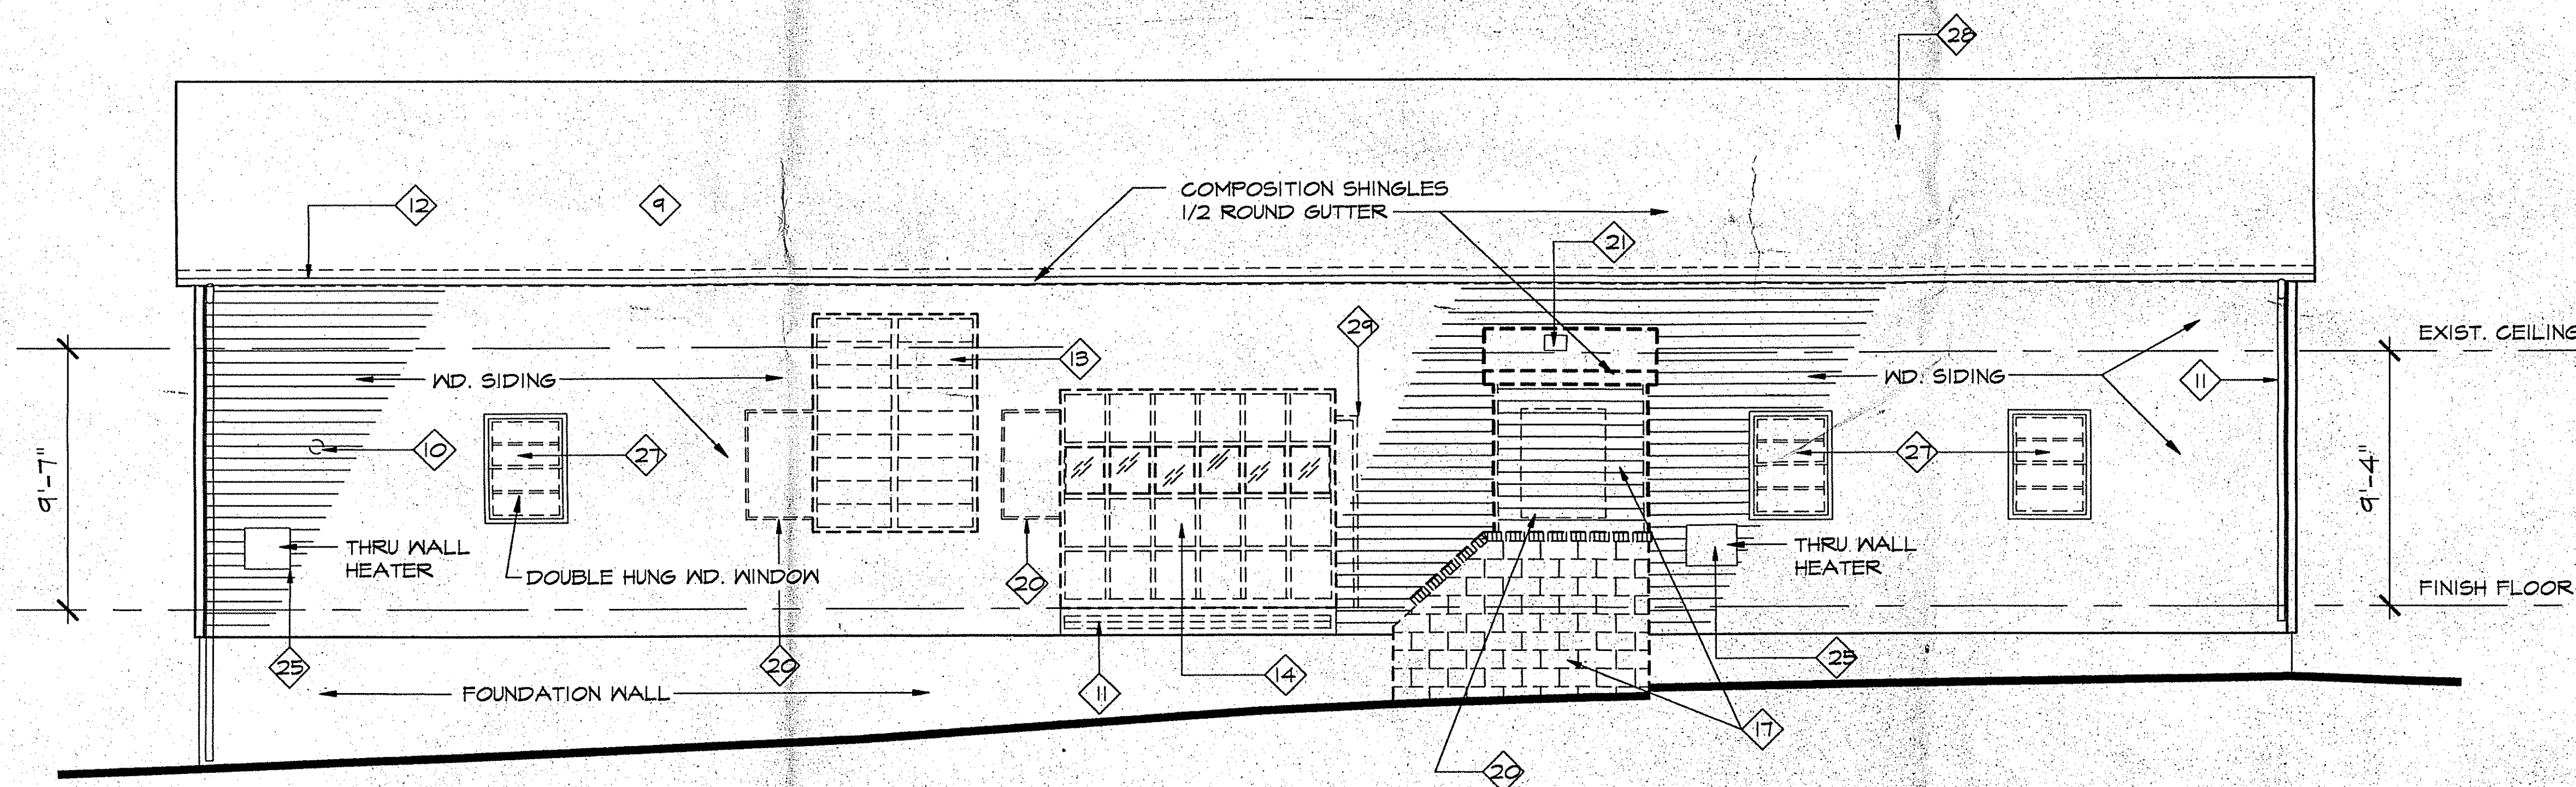 28
COMPOSITION SHINGLES
1/2 ROUND GUTTER
12
9
21
29
EXIST. CEILING
13
WD. SIDING
WD. SIDING
11
10
27
27
9'-7"
9'-4"
THRU WALL
HEATER
DOUBLE HUNG WD. WINDOW
20
THRU WALL
HEATER
FINISH FLOOR
25
20
14
25
FOUNDATION WALL
11
17
20